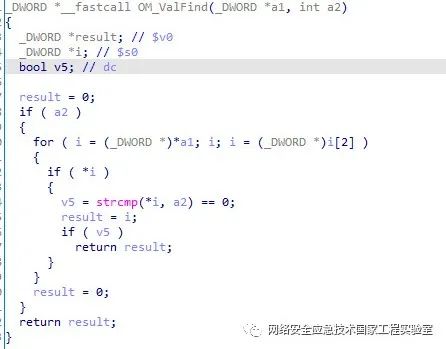 _DWORD *__fastcall OM_ValFind(_DWORD *a1, int a2)
{
  _DWORD *result; // $v0
  _DWORD *i; // $s0
  bool v5; // dc

  result = 0;
  if ( a2 )
  {
    for ( i = (_DWORD *)*a1; i; i = (_DWORD *)i[2] )
    {
      if ( *i )
      {
        v5 = strcmp(*i, a2) == 0;
        result = i;
        if ( v5 )
          return result;
      }
    }
    result = 0;
  }
  return result;
}
网络安全应急技术国家工程实验室